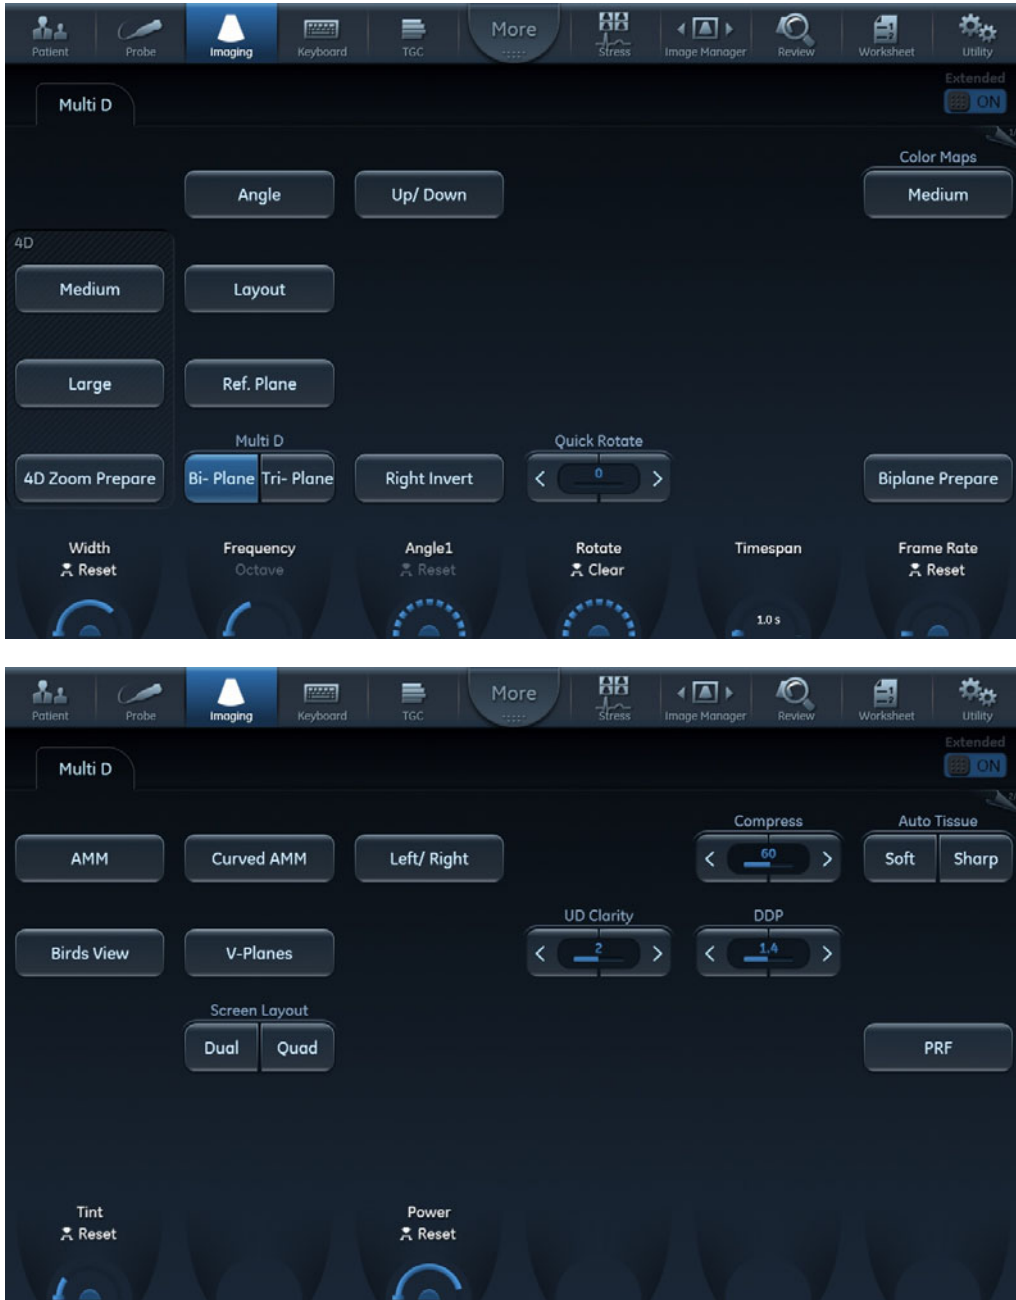 Patient Probe Imaging Keyboard TGC More Stress Image Manager Review Worksheet Utility
Extended
Multi D ON
Color Maps
Angle Up/ Down Medium
4D
Medium Layout
Large Ref. Plane
Multi D Quick Rotate
4D Zoom Prepare Bi- Plane Tri- Plane Right Invert < 0 > Biplane Prepare
Width Frequency Angle1 Rotate Timespan Frame Rate
Reset Octave Reset Clear Reset
1.0 s
Patient Probe Imaging Keyboard TGC More Stress Image Manager Review Worksheet Utility
Extended
Multi D ON
Compress Auto Tissue
AMM Curved AMM Left/ Right < 60 > Soft Sharp
UD Clarity DDP
Birds View V-Planes < 2 > < 1.4 >
Screen Layout
Dual Quad PRF
Tint Power
Reset Reset